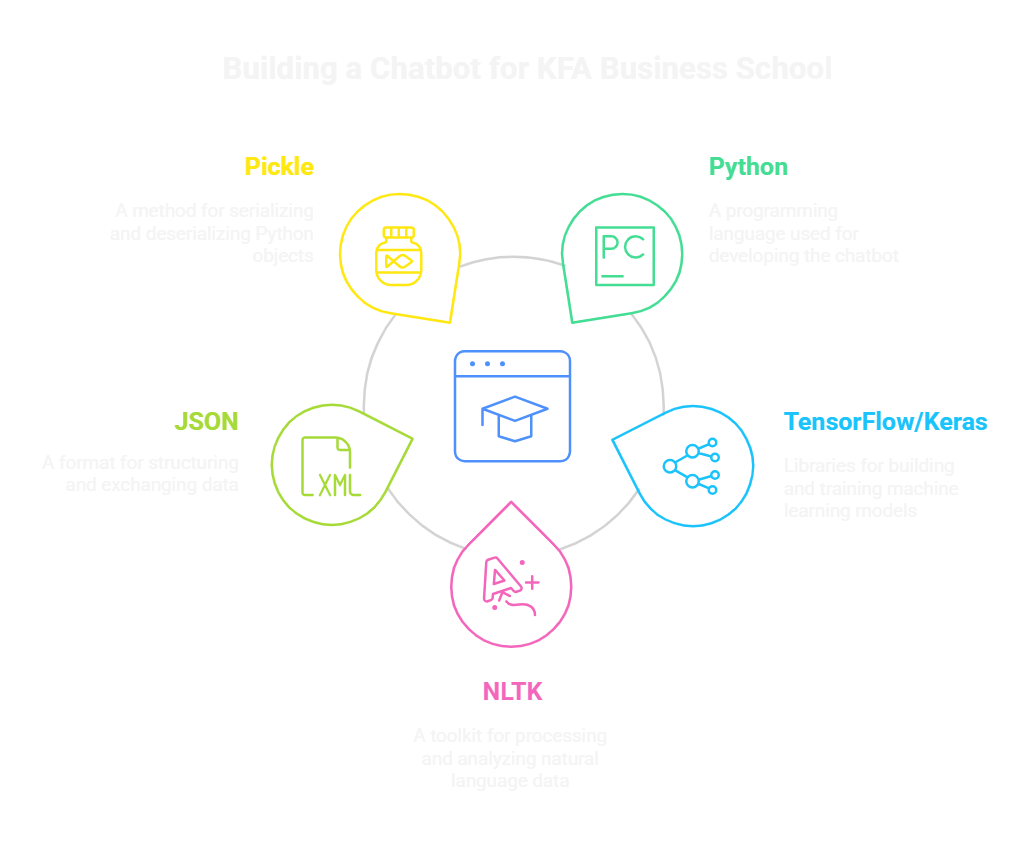 Building a Chatbot for KFA Business School
Pickle
A method for serializing
and deserializing Python
objects
Python
A programming
language used for
developing the chatbot
PC
JSON
A format for structuring
and exchanging data
XML
TensorFlow/Keras
Libraries for building
and training machine
learning models
A+
NLTK
A toolkit for processing
and analyzing natural
language data